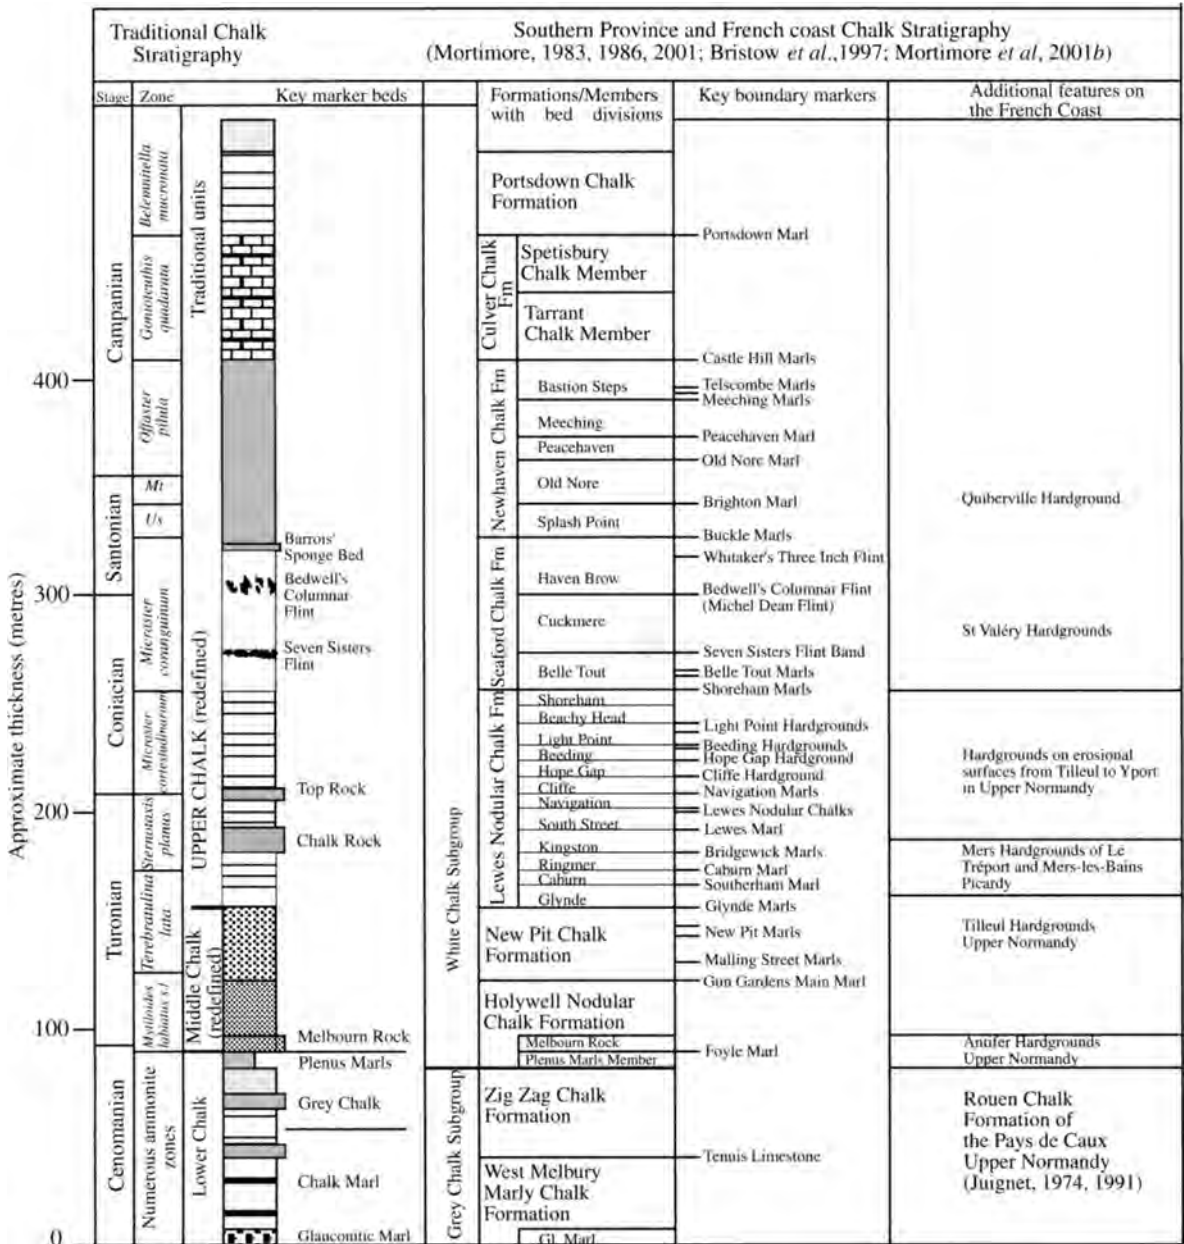 Traditional Chalk
Stratigraphy
Southern Province and French coast Chalk Stratigraphy
(Mortimore, 1983, 1986, 2001; Bristow et al.,1997; Mortimore et al, 2001b)
Stage
Zone
Key marker beds
Formations/Members
with bed divisions
Key boundary markers
Additional features on
the French Coast
Approximate thickness (metres)
400
300
200
100
0
Campanian
Santonian
Coniacian
Turonian
Cenomanian
Belemnitella
mucronata
Gonioteuthis
quadarata
Offaster
pilula
Mt
Us
Micraster
coranguinum
Micraster
cortestudinarium
Sternotaxis
planus
Terebratulina
lata
Mytiloides
labiatus s.l
Numerous ammonite
zones
Traditional units
UPPER CHALK (redefined)
Middle Chalk
(redefined)
Lower Chalk
Barrois'
Sponge Bed
Bedwell's
Columnar
Flint
Seven Sisters
Flint
Top Rock
Chalk Rock
Melbourn Rock
Plenus Marls
Grey Chalk
Chalk Marl
Glauconitic Marl
White Chalk Subgroup
Grey Chalk Subgroup
Portsdown Chalk
Formation
Culver Chalk
Fm
Spetisbury
Chalk Member
Tarrant
Chalk Member
Newhaven Chalk Fm
Bastion Steps
Meeching
Peacehaven
Old Nore
Splash Point
Seaford Chalk Fm
Haven Brow
Cuckmere
Belle Tout
Lewes Nodular Chalk Fm
Shoreham
Beachy Head
Light Point
Beeding
Hope Gap
Cliffe
Navigation
South Street
Kingston
Ringmer
Caburn
Glynde
New Pit Chalk
Formation
Holywell Nodular
Chalk Formation
Melbourn Rock
Plenus Marls Member
Zig Zag Chalk
Formation
West Melbury
Marly Chalk
Formation
Gl. Marl
Portsdown Marl
Castle Hill Marls
Telscombe Marls
Meeching Marls
Peacehaven Marl
Old Nore Marl
Brighton Marl
Buckle Marls
Whitaker's Three Inch Flint
Bedwell's Columnar Flint
(Michel Dean Flint)
Seven Sisters Flint Band
Belle Tout Marls
Shoreham Marls
Light Point Hardgrounds
Beeding Hardgrounds
Hope Gap Hardground
Cliffe Hardground
Navigation Marls
Lewes Nodular Chalks
Lewes Marl
Bridgewick Marls
Caburn Marl
Southerham Marl
Glynde Marls
New Pit Marls
Malling Street Marls
Gun Gardens Main Marl
Foyle Marl
Tenuis Limestone
Quiberville Hardground
St Valéry Hardgrounds
Hardgrounds on erosional
surfaces from Tilleul to Yport
in Upper Normandy
Mers Hardgrounds of Le
Tréport and Mers-les-Bains
Picardy
Tilleul Hardgrounds
Upper Normandy
Antifer Hardgrounds
Upper Normandy
Rouen Chalk
Formation of
the Pays de Caux
Upper Normandy
(Juignet, 1974, 1991)